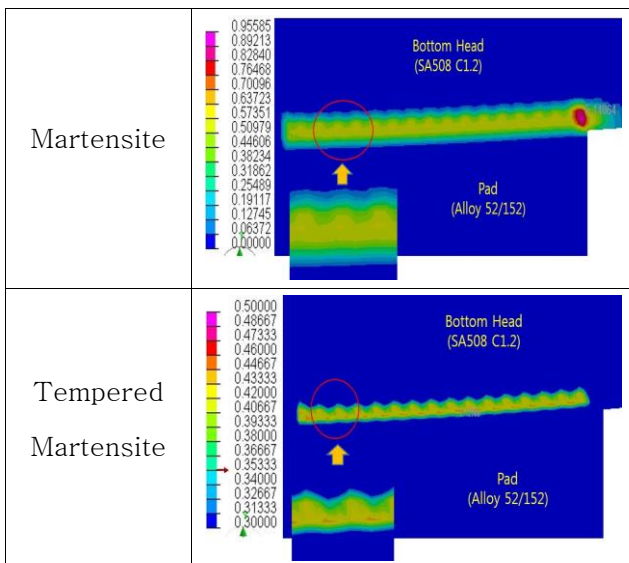 Martensite
0.95585
0.89213
0.82840
0.76468
0.70096
0.63723
0.57351
0.50979
0.44606
0.38234
0.31862
0.25489
0.19117
0.12745
0.06372
0.00000
Bottom Head
(SA508 C1.2)
Pad
(Alloy 52/152)
Tempered
Martensite
0.50000
0.48667
0.47333
0.46000
0.44667
0.43333
0.42000
0.40667
0.39333
0.38000
0.36667
0.35333
0.34000
0.32667
0.31333
0.30000
Bottom Head
(SA508 C1.2)
Pad
(Alloy 52/152)